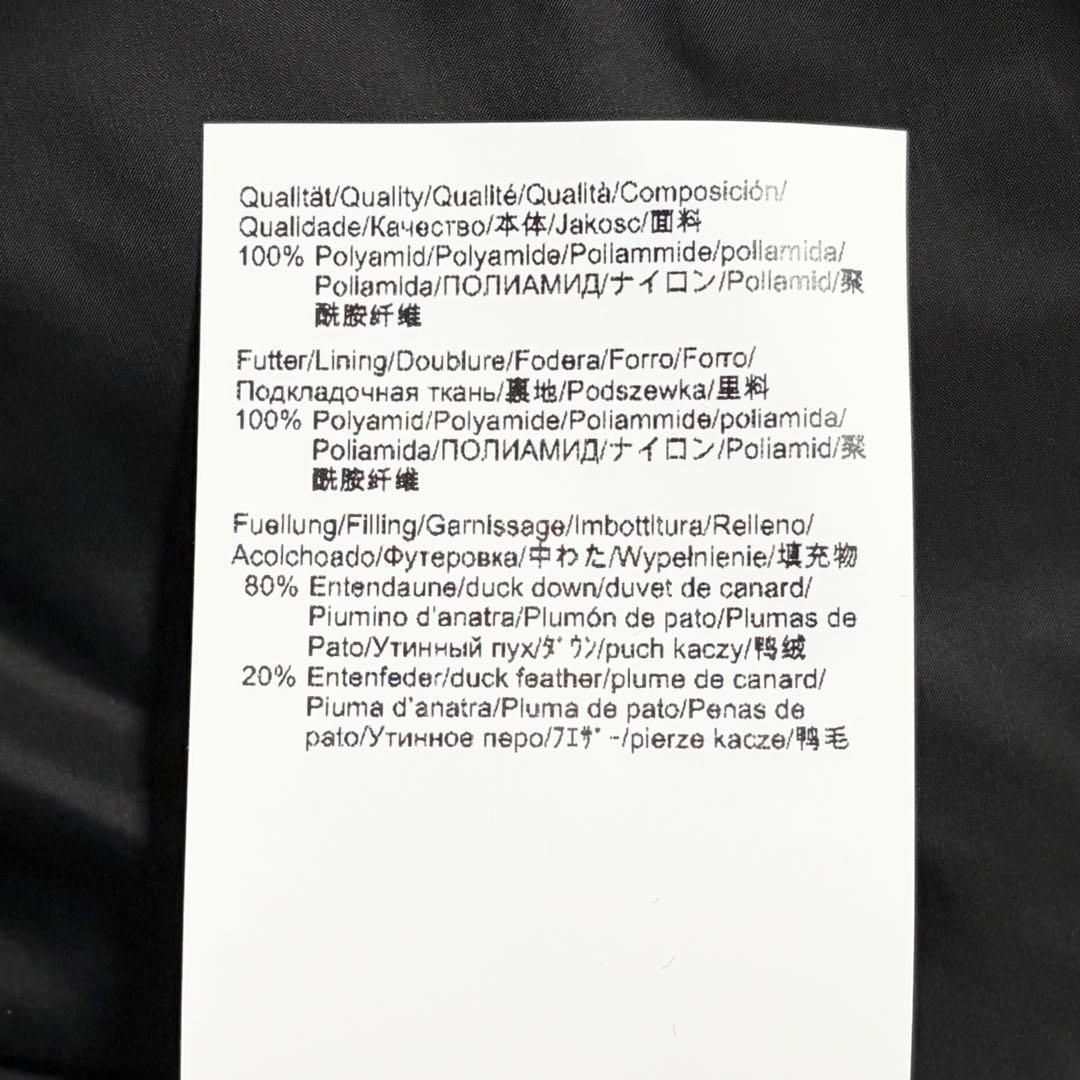 Qualität/Quality/Qualité/Qualità/Composición/
Qualidade/Качество/本体/Jakosc/面料
100% Polyamid/Polyamide/Poliammide/poliamida/
Poliamida/ПОЛИАМИД/ナイロン/Poliamid/聚
酰胺纤维
Futter/Lining/Doublure/Fodera/Forro/Forro/
Подкладочная ткань/裏地/Podszewka/里料
100% Polyamid/Polyamide/Poliammide/poliamida/
Poliamida/ПОЛИАМИД/ナイロン/Poliamid/聚
酰胺纤维
Fuellung/Filling/Garnissage/Imbottitura/Relleno/
Acolchoado/Футеровка/中わた/Wypełnienie/填充物
80% Entendaune/duck down/duvet de canard/
Piumino d'anatra/Plumón de pato/Plumas de
Pato/Утинный пух/ﾀﾞｳﾝ/puch kaczy/鸭绒
20% Entenfeder/duck feather/plume de canard/
Piuma d'anatra/Pluma de pato/Penas de
pato/Утинное перо/ﾌｴｻﾞｰ/pierze kacze/鸭毛